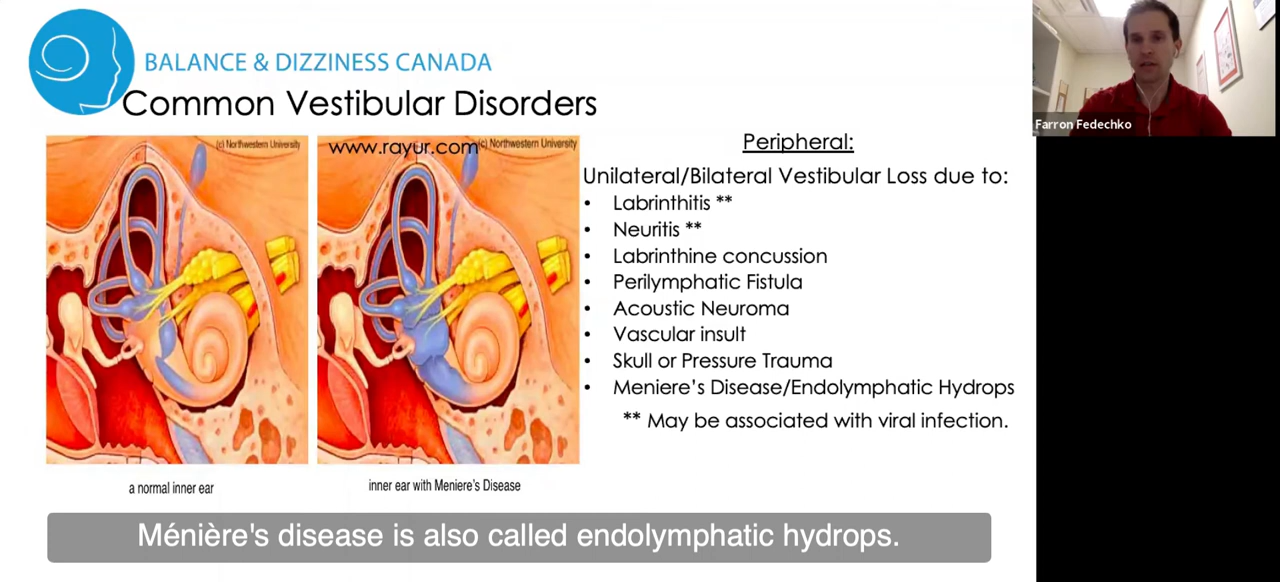 BALANCE & DIZZINESS CANADA
Common Vestibular Disorders
(c) Northwestern University
www.rayur.com
(c) Northwestern University
a normal inner ear
inner ear with Meniere's Disease
Peripheral:
Unilateral/Bilateral Vestibular Loss due to:
• Labrinthitis **
• Neuritis **
• Labrinthine concussion
• Perilymphatic Fistula
• Acoustic Neuroma
• Vascular insult
• Skull or Pressure Trauma
• Meniere's Disease/Endolymphatic Hydrops
** May be associated with viral infection.
Farron Fedechko
Ménière's disease is also called endolymphatic hydrops.